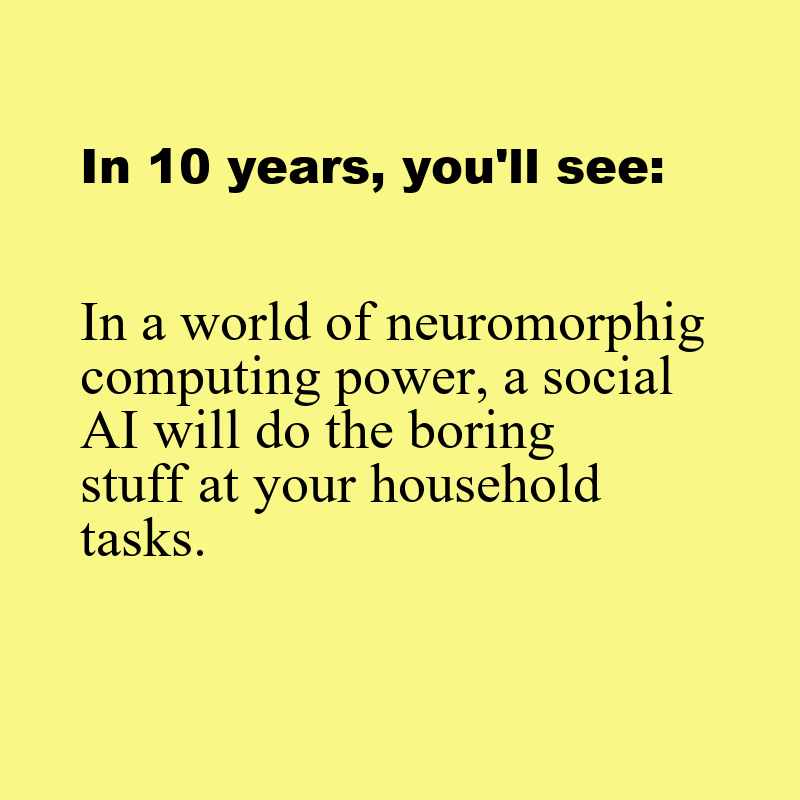 In 10 years, you'll see:
In a world of neuromorphig
computing power, a social
AI will do the boring
stuff at your household
tasks.